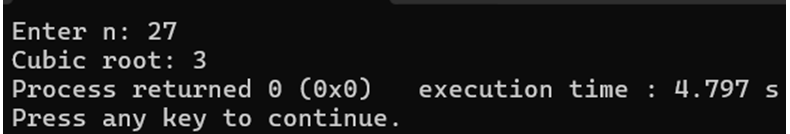 Enter n: 27
Cubic root: 3
Process returned 0 (0x0)   execution time : 4.797 s
Press any key to continue.